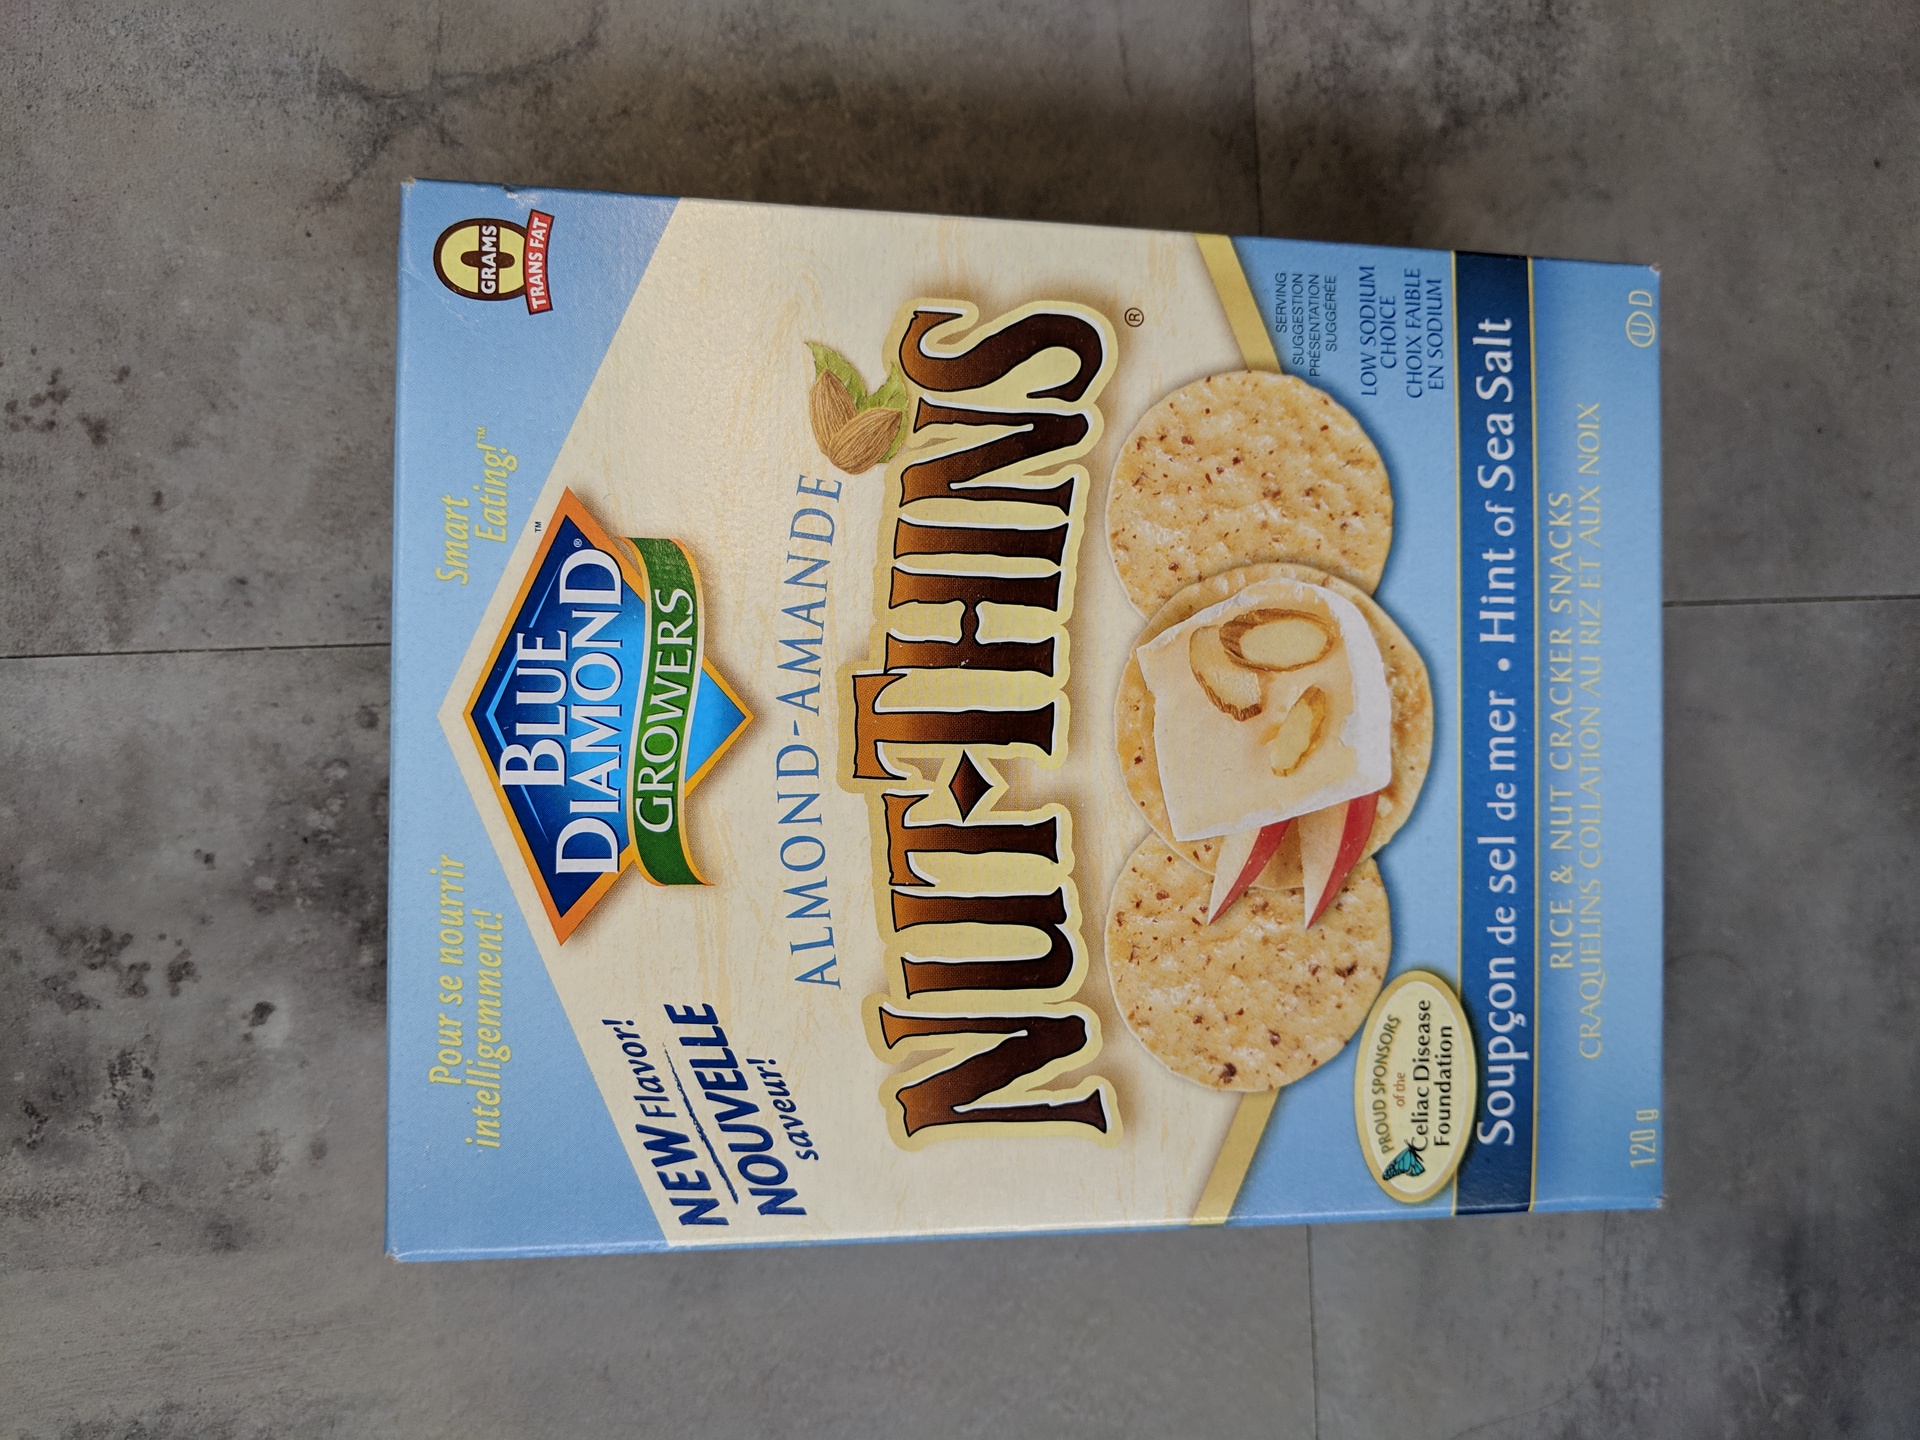 Pour se nourrir
intelligemment!
Smart
Eating!™
0
GRAMS
TRANS FAT
BLUE
DIAMOND®
GROWERS
™
NEW Flavor!
NOUVELLE
saveur!
ALMOND-AMANDE
NUT THINS
®
SERVING
SUGGESTION
PRÉSENTATION
SUGGÉRÉE
LOW SODIUM
CHOICE
CHOIX FAIBLE
EN SODIUM
PROUD SPONSORS
of the
Celiac Disease
Foundation
Soupçon de sel de mer • Hint of Sea Salt
RICE & NUT CRACKER SNACKS
CRAQUELINS COLLATION AU RIZ ET AUX NOIX
120 g
Ⓤ D